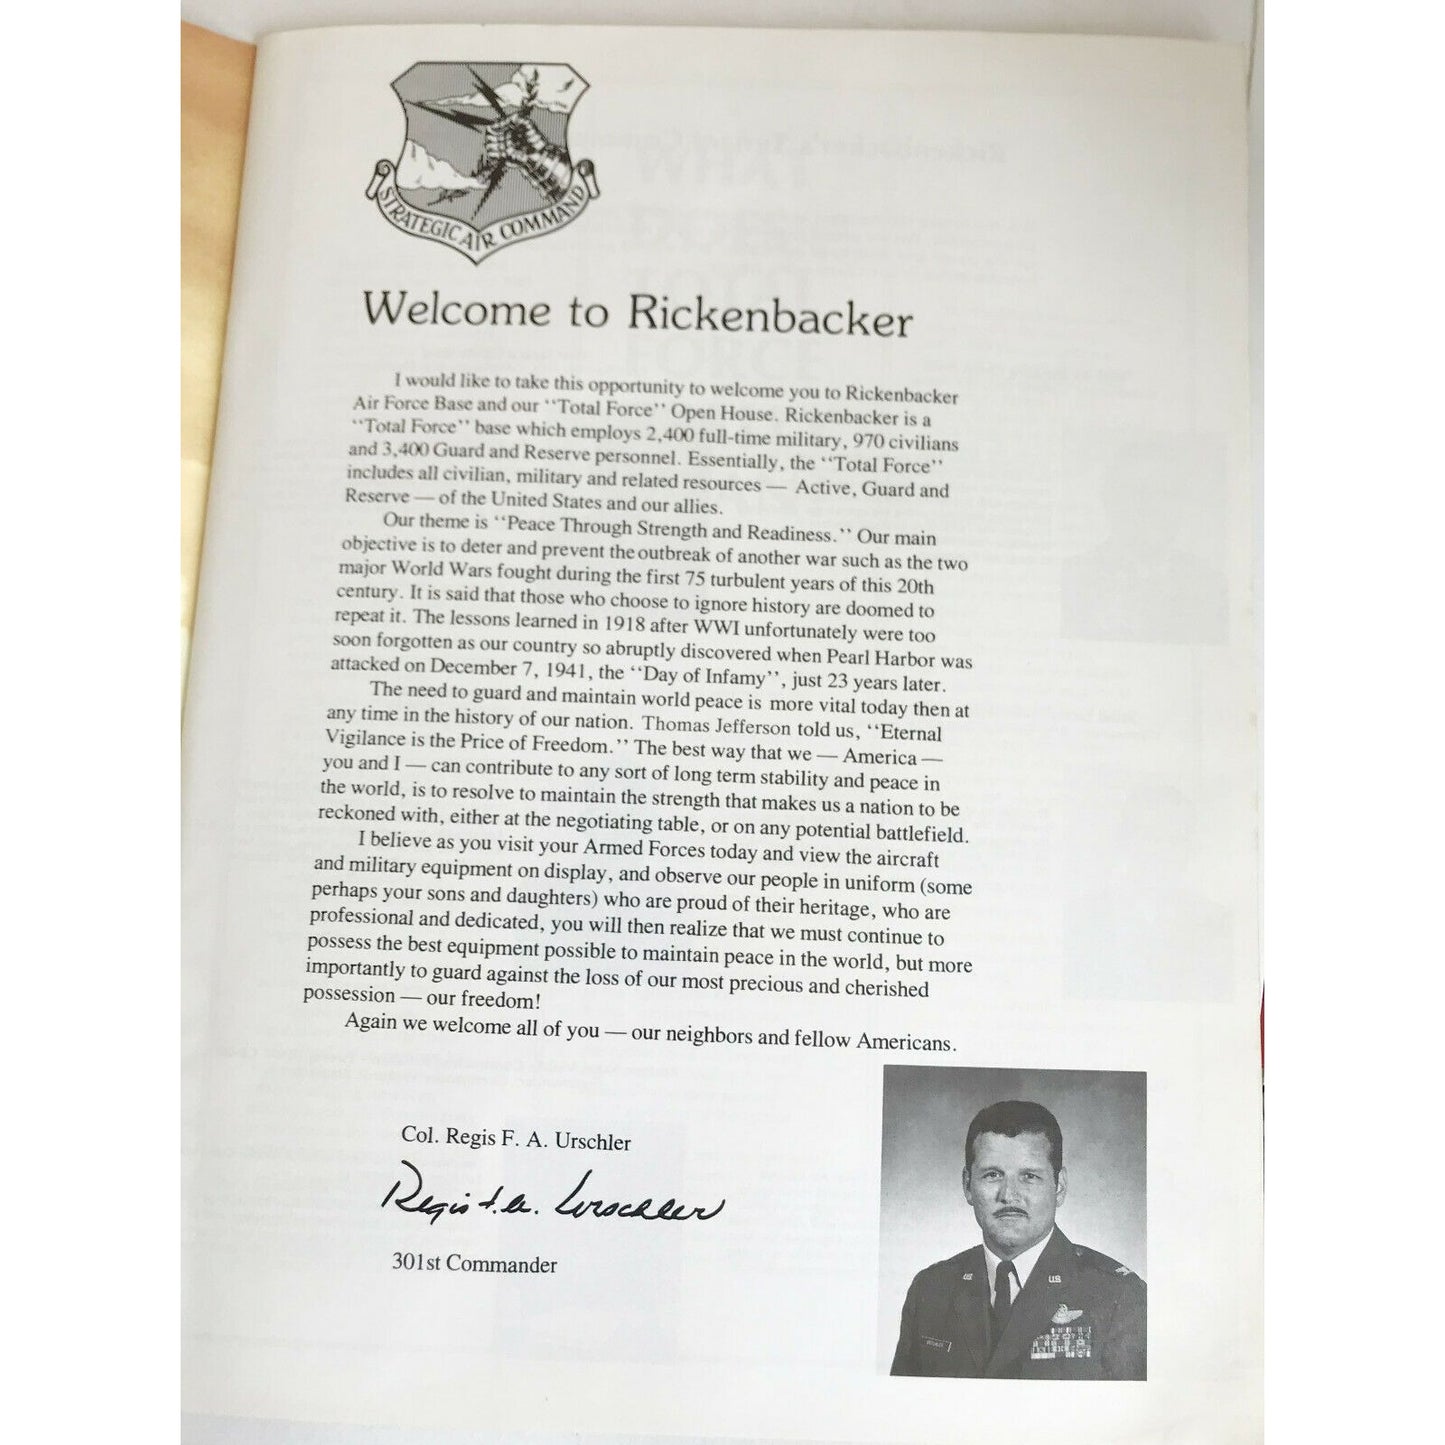 STRATEGIC AIR COMMAND
Welcome to Rickenbacker
I would like to take this opportunity to welcome you to Rickenbacker
Air Force Base and our ‘‘Total Force’’ Open House. Rickenbacker is a
‘‘Total Force’’ base which employs 2,400 full-time military, 970 civilians
and 3,400 Guard and Reserve personnel. Essentially, the ‘‘Total Force’’
includes all civilian, military and related resources — Active, Guard and
Reserve — of the United States and our allies.
Our theme is ‘‘Peace Through Strength and Readiness.’’ Our main
objective is to deter and prevent the outbreak of another war such as the two
major World Wars fought during the first 75 turbulent years of this 20th
century. It is said that those who choose to ignore history are doomed to
repeat it. The lessons learned in 1918 after WWI unfortunately were too
soon forgotten as our country so abruptly discovered when Pearl Harbor was
attacked on December 7, 1941, the ‘‘Day of Infamy’’, just 23 years later.
The need to guard and maintain world peace is more vital today then at
any time in the history of our nation. Thomas Jefferson told us, ‘‘Eternal
Vigilance is the Price of Freedom.’’ The best way that we — America —
you and I — can contribute to any sort of long term stability and peace in
the world, is to resolve to maintain the strength that makes us a nation to be
reckoned with, either at the negotiating table, or on any potential battlefield.
I believe as you visit your Armed Forces today and view the aircraft
and military equipment on display, and observe our people in uniform (some
perhaps your sons and daughters) who are proud of their heritage, who are
professional and dedicated, you will then realize that we must continue to
possess the best equipment possible to maintain peace in the world, but more
importantly to guard against the loss of our most precious and cherished
possession — our freedom!
Again we welcome all of you — our neighbors and fellow Americans.
Col. Regis F. A. Urschler
Regis F. A. Urschler
301st Commander
US
US